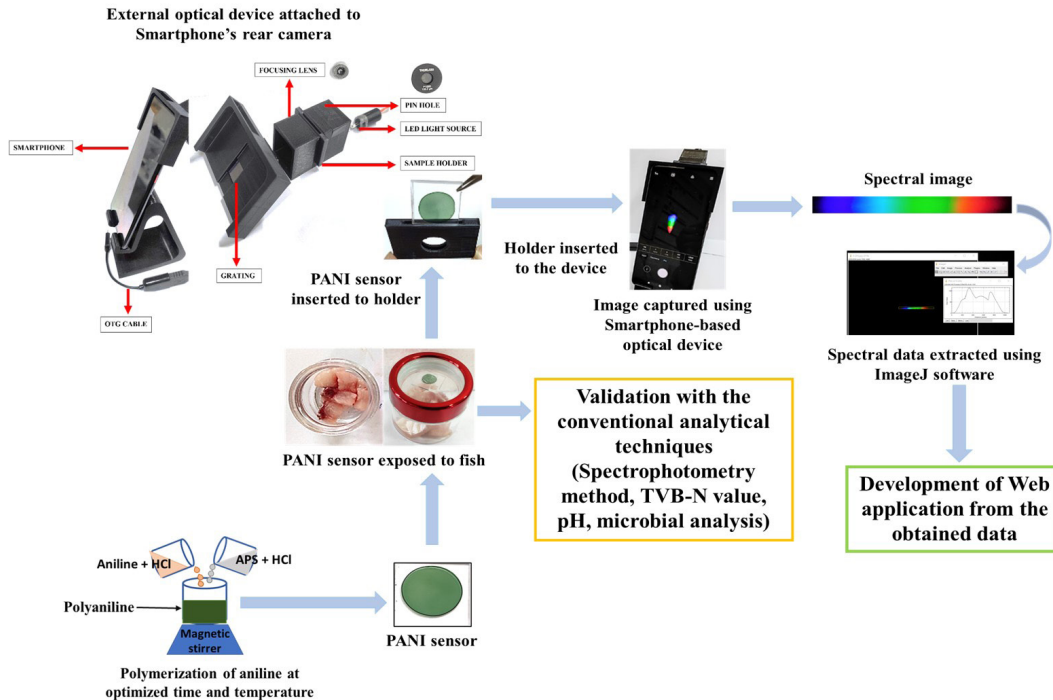 External optical device attached to
Smartphone's rear camera
FOCUSING LENS
PIN HOLE
LED LIGHT SOURCE
SMARTPHONE
SAMPLE HOLDER
GRATING
OTG CABLE
PANI sensor
inserted to holder
Holder inserted
to the device
Image captured using
Smartphone-based
optical device
Spectral image
Spectral data extracted using
ImageJ software
PANI sensor exposed to fish
Validation with the
conventional analytical
techniques
(Spectrophotometry
method, TVB-N value,
pH, microbial analysis)
Development of Web
application from the
obtained data
Aniline + HCl
APS + HCl
Polyaniline
Magnetic
stirrer
PANI sensor
Polymerization of aniline at
optimized time and temperature